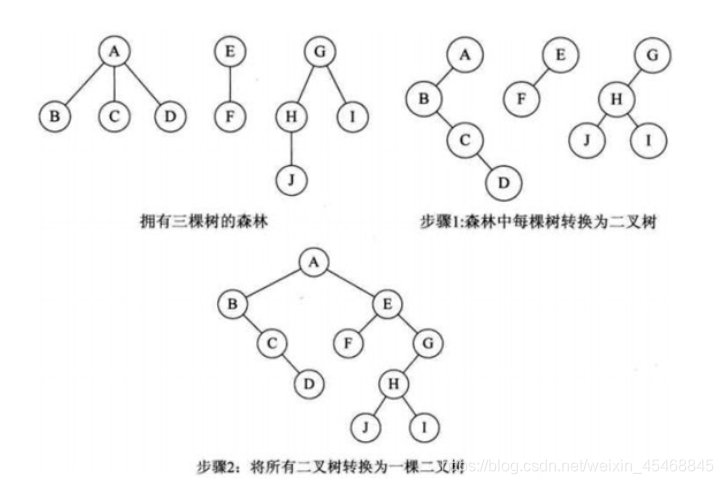 A E G A E G
B C D F H I B F H
J C J I
D
拥有三棵树的森林 步骤1:森林中每棵树转换为二叉树
A
B E
C F G
D H
J I
步骤2: 将所有二叉树转换为一棵二叉树
https://blog.csdn.net/weixin_45468845